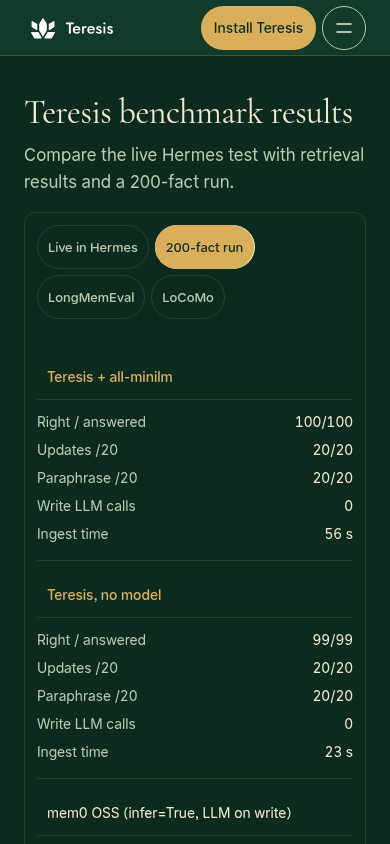 Teresis
Install Teresis
Teresis benchmark results
Compare the live Hermes test with retrieval
results and a 200-fact run.
Live in Hermes
200-fact run
LongMemEval
LoCoMo
Teresis + all-minilm
Right / answered 100/100
Updates /20 20/20
Paraphrase /20 20/20
Write LLM calls 0
Ingest time 56 s
Teresis, no model
Right / answered 99/99
Updates /20 20/20
Paraphrase /20 20/20
Write LLM calls 0
Ingest time 23 s
mem0 OSS (infer=True, LLM on write)